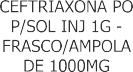 CEFTRIAXONA PO
P/SOL INJ 1G -
FRASCO/AMPOLA
DE 1000MG